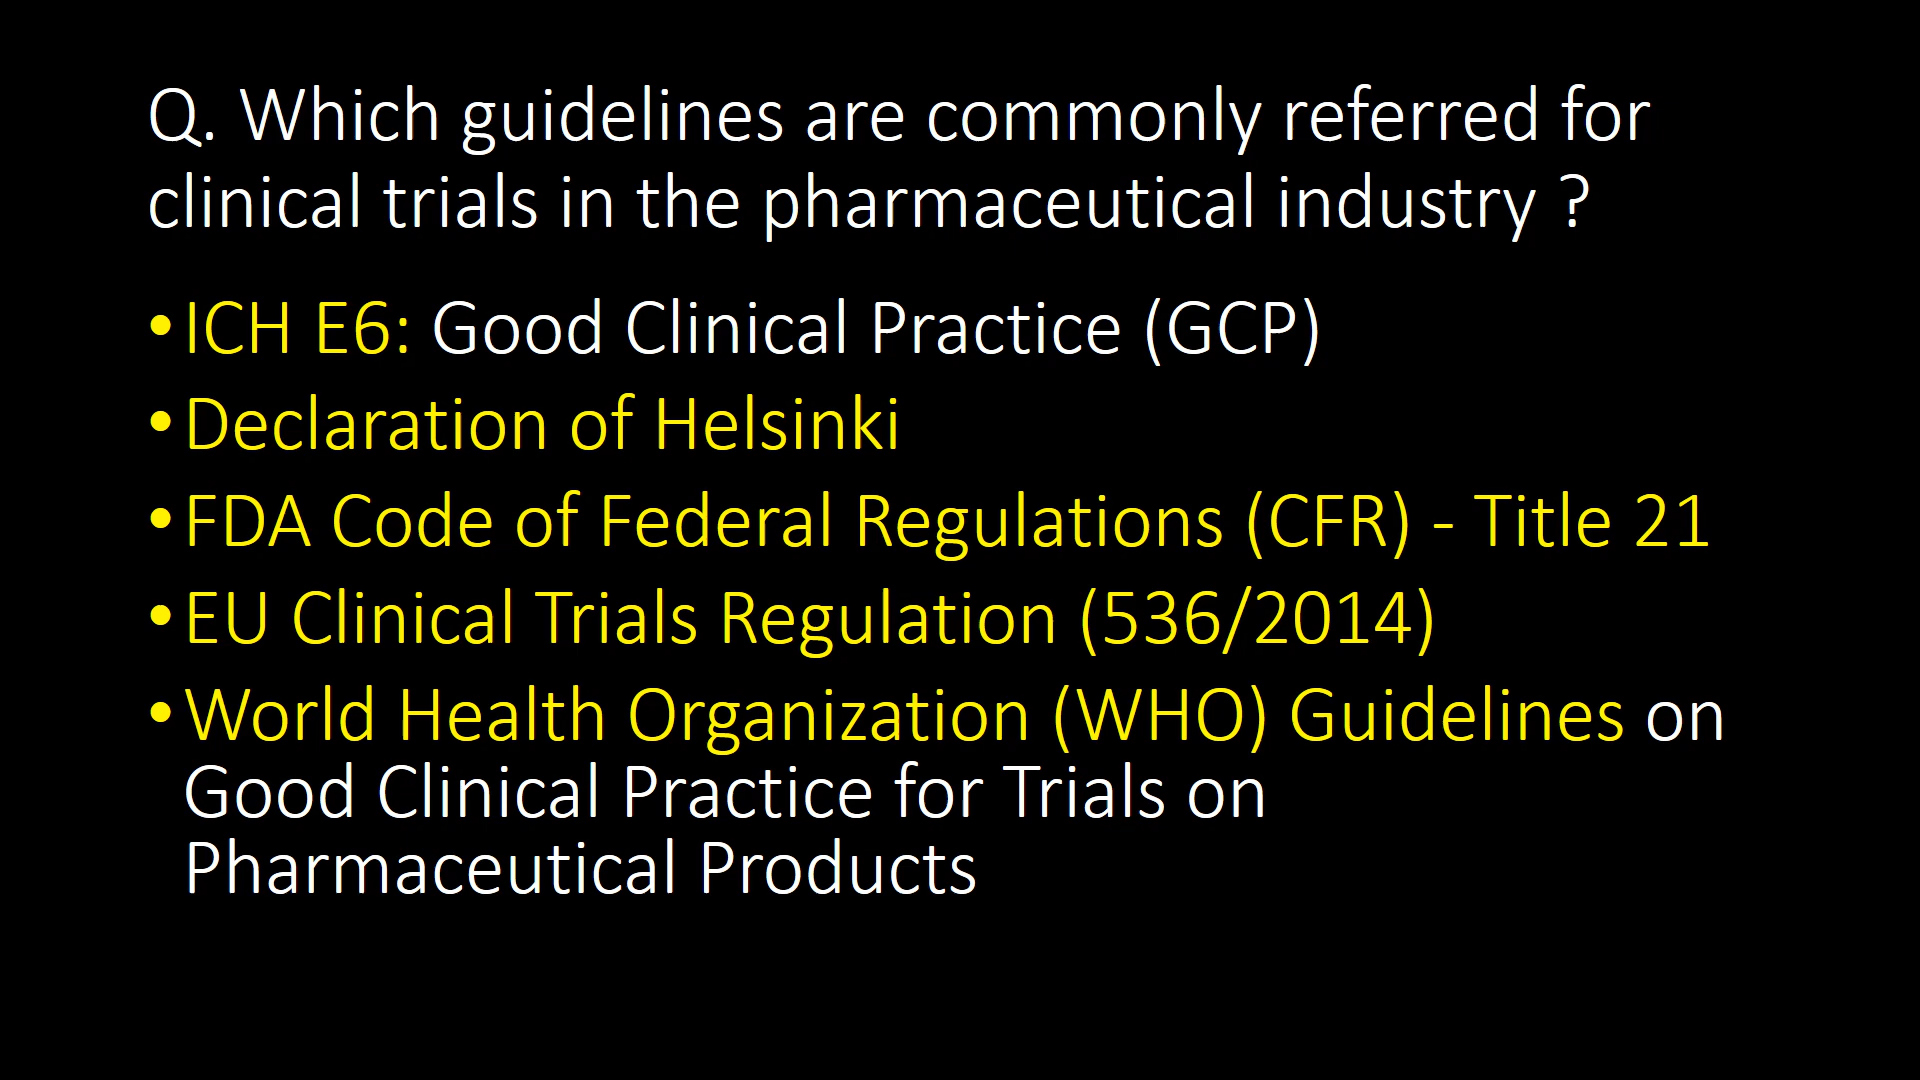 Q. Which guidelines are commonly referred for
clinical trials in the pharmaceutical industry ?
•ICH E6: Good Clinical Practice (GCP)
•Declaration of Helsinki
•FDA Code of Federal Regulations (CFR) - Title 21
•EU Clinical Trials Regulation (536/2014)
•World Health Organization (WHO) Guidelines on
Good Clinical Practice for Trials on
Pharmaceutical Products